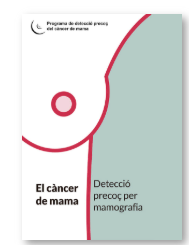 Programa de detecció precoç
del càncer de mama
El càncer
de mama
Detecció
precoç per
mamografia